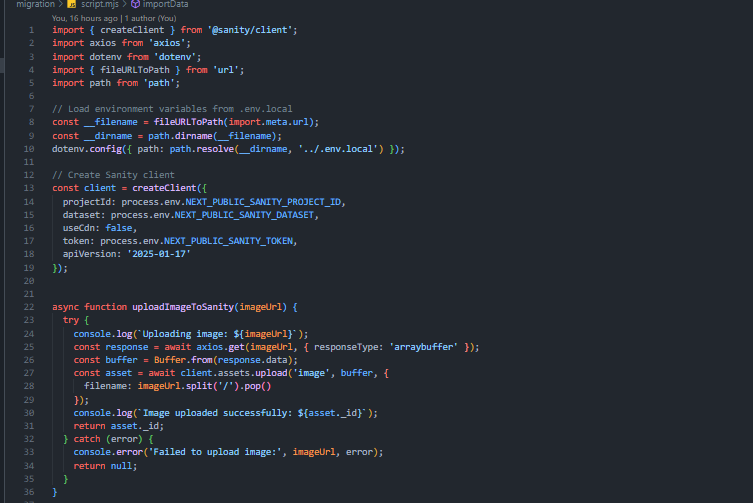 migration > script.mjs > importData
You, 16 hours ago | 1 author (You)
1 import { createClient } from '@sanity/client';
2 import axios from 'axios';
3 import dotenv from 'dotenv';
4 import { fileURLToPath } from 'url';
5 import path from 'path';
6
7 // Load environment variables from .env.local
8 const __filename = fileURLToPath(import.meta.url);
9 const __dirname = path.dirname(__filename);
10 dotenv.config({ path: path.resolve(__dirname, '../.env.local') });
11
12 // Create Sanity client
13 const client = createClient({
14   projectId: process.env.NEXT_PUBLIC_SANITY_PROJECT_ID,
15   dataset: process.env.NEXT_PUBLIC_SANITY_DATASET,
16   useCdn: false,
17   token: process.env.NEXT_PUBLIC_SANITY_TOKEN,
18   apiVersion: '2025-01-17'
19 });
20
21
22 async function uploadImageToSanity(imageUrl) {
23   try {
24     console.log(`Uploading image: ${imageUrl}`);
25     const response = await axios.get(imageUrl, { responseType: 'arraybuffer' });
26     const buffer = Buffer.from(response.data);
27     const asset = await client.assets.upload('image', buffer, {
28       filename: imageUrl.split('/').pop()
29     });
30     console.log(`Image uploaded successfully: ${asset._id}`);
31     return asset._id;
32   } catch (error) {
33     console.error('Failed to upload image:', imageUrl, error);
34     return null;
35   }
36 }